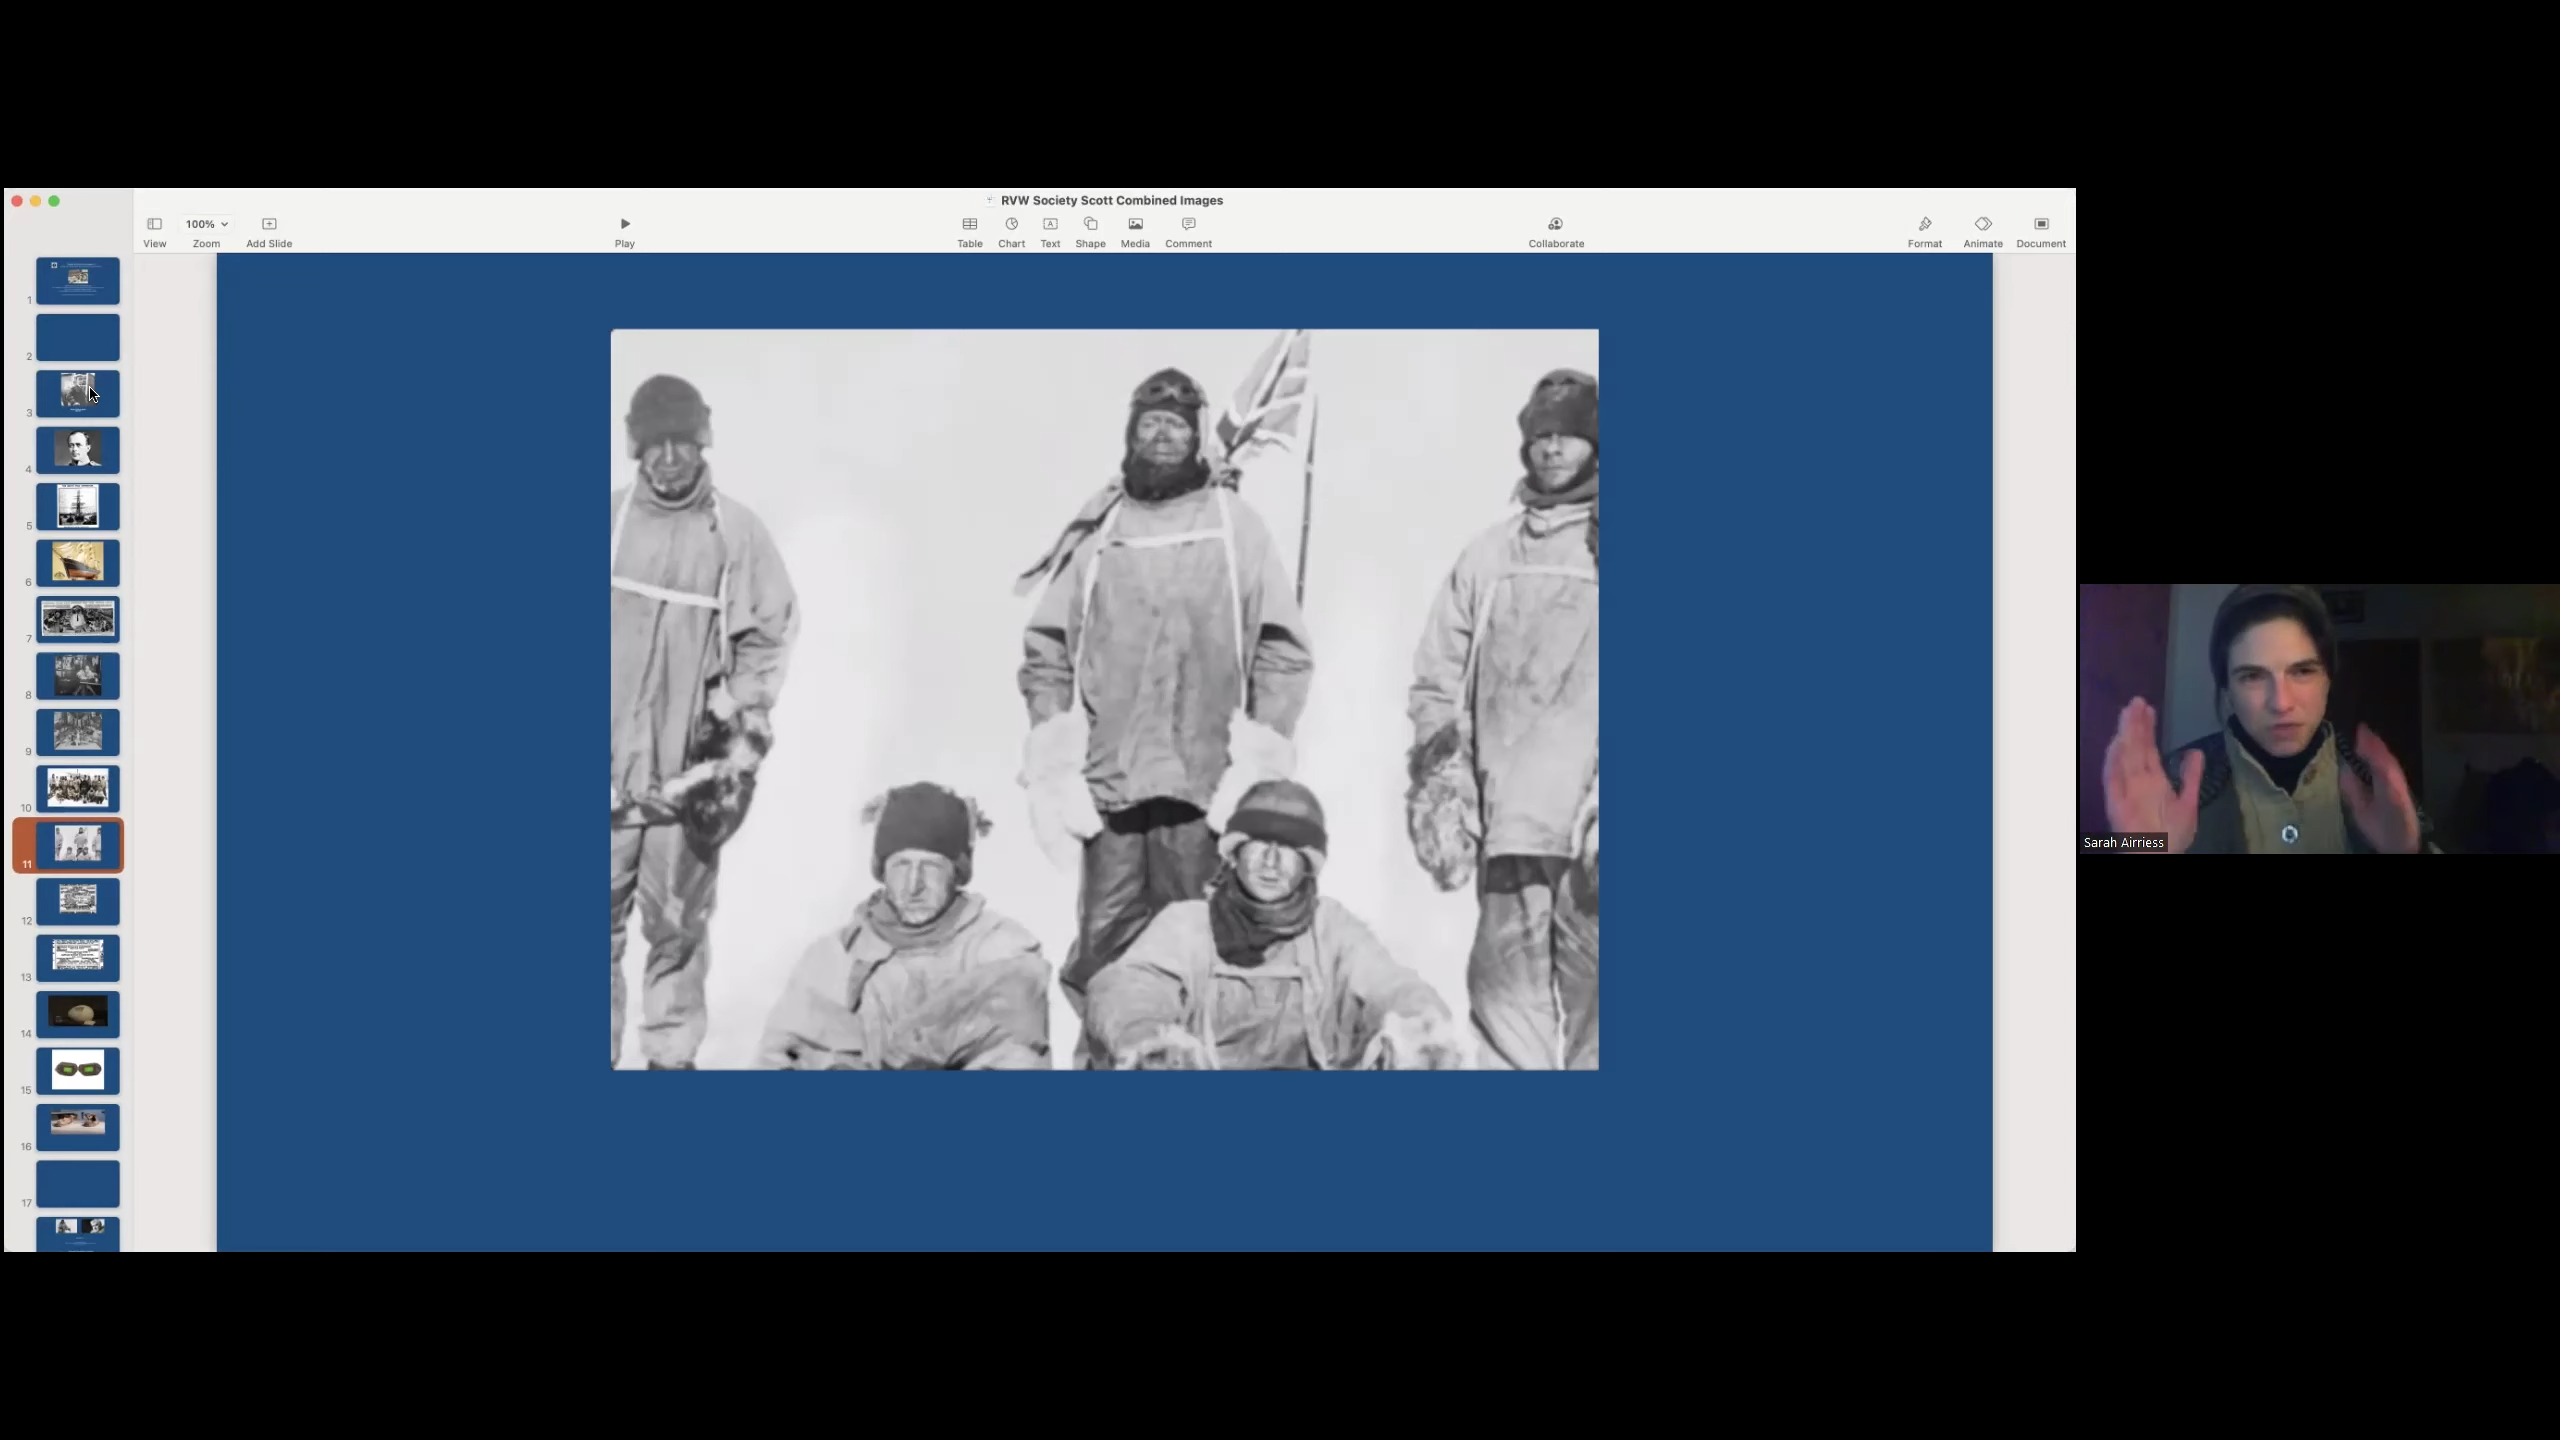 RVW Society Scott Combined Images
100%
View
Zoom
Add Slide
Play
Table
Chart
Text
Shape
Media
Comment
Collaborate
Format
Animate
Document
1
2
3
4
5
6
7
8
9
10
11
12
13
14
15
16
17
Sarah Airriess